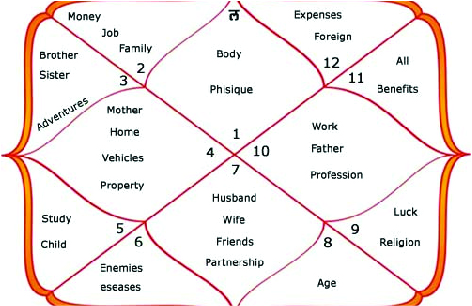 Money
Job
Family
2
Brother
Sister
3
Adventures
Body
Phisique
1
Expenses
Foreign
12
11
All
Benefits
Mother
Home
Vehicles
Property
4
10
Work
Father
Profession
7
Husband
Wife
Friends
Partnership
5
Study
Child
6
Enemies
eseases
8
Age
9
Luck
Religion